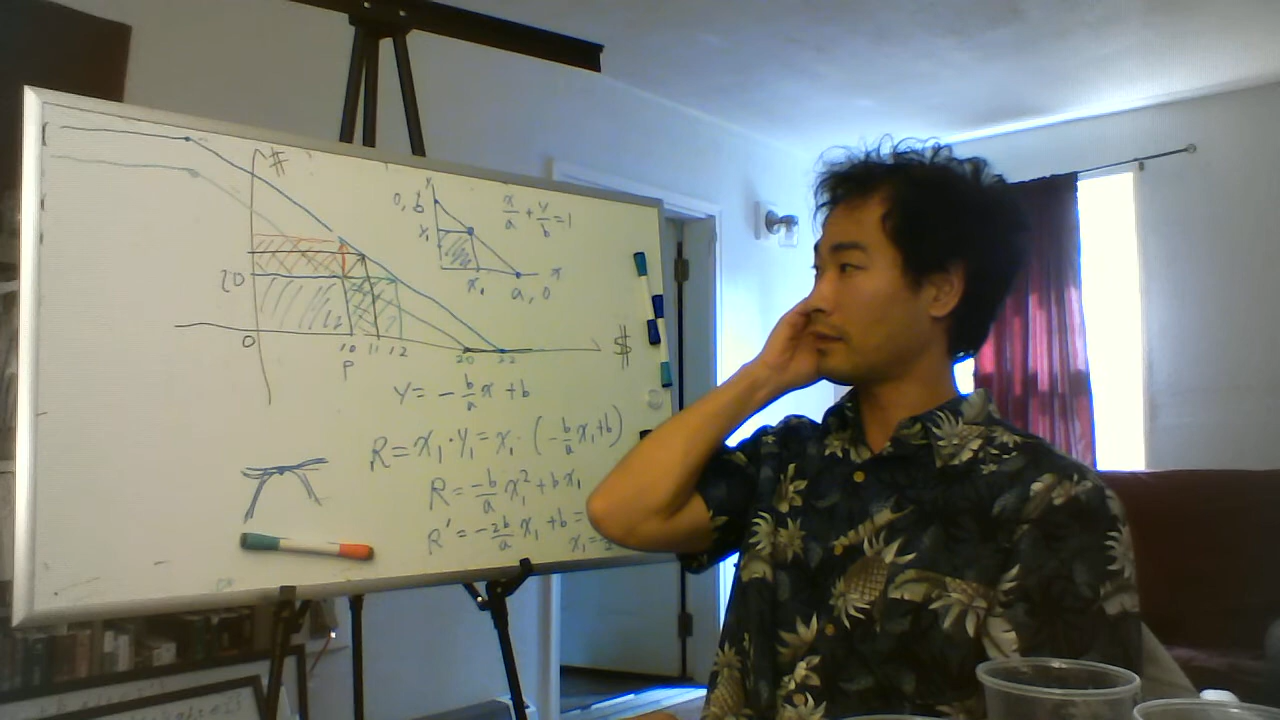 $
y
0, b
x/a + y/b = 1
y₁
x
x₁
a, 0
20
0
10 11 12
20 22
$
P
Y = - b/a x + b
R = x₁ · y₁ = x₁ · (- b/a x₁ + b)
R = -b/a x₁² + b x₁
R' = - 2b/a x₁ + b =
x₁ =